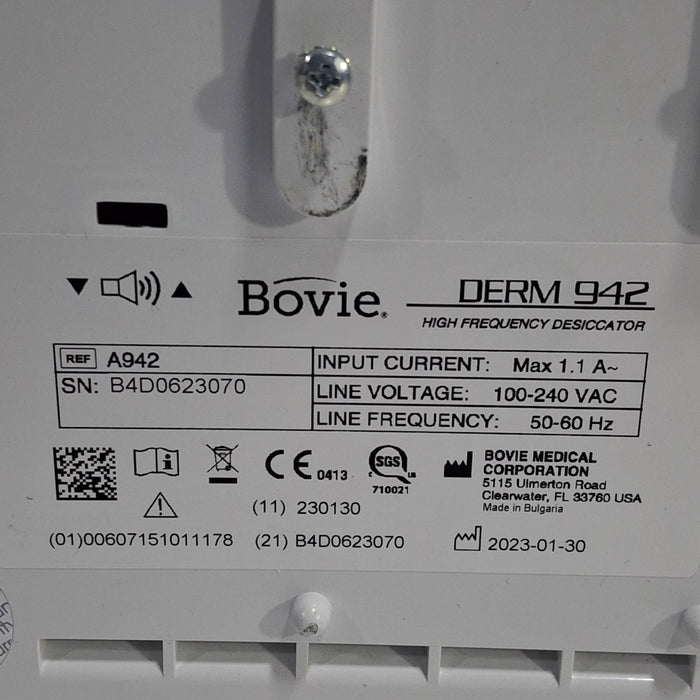 Bovie®
DERM 942
HIGH FREQUENCY DESICCATOR
REF A942
SN: B4D0623070
INPUT CURRENT: Max 1.1 A~
LINE VOLTAGE: 100-240 VAC
LINE FREQUENCY: 50-60 Hz
CE 0413
SGS
C US
710021
BOVIE MEDICAL
CORPORATION
5115 Ulmerton Road
Clearwater, FL 33760 USA
Made in Bulgaria
(11) 230130
(01)00607151011178
(21) B4D0623070
2023-01-30